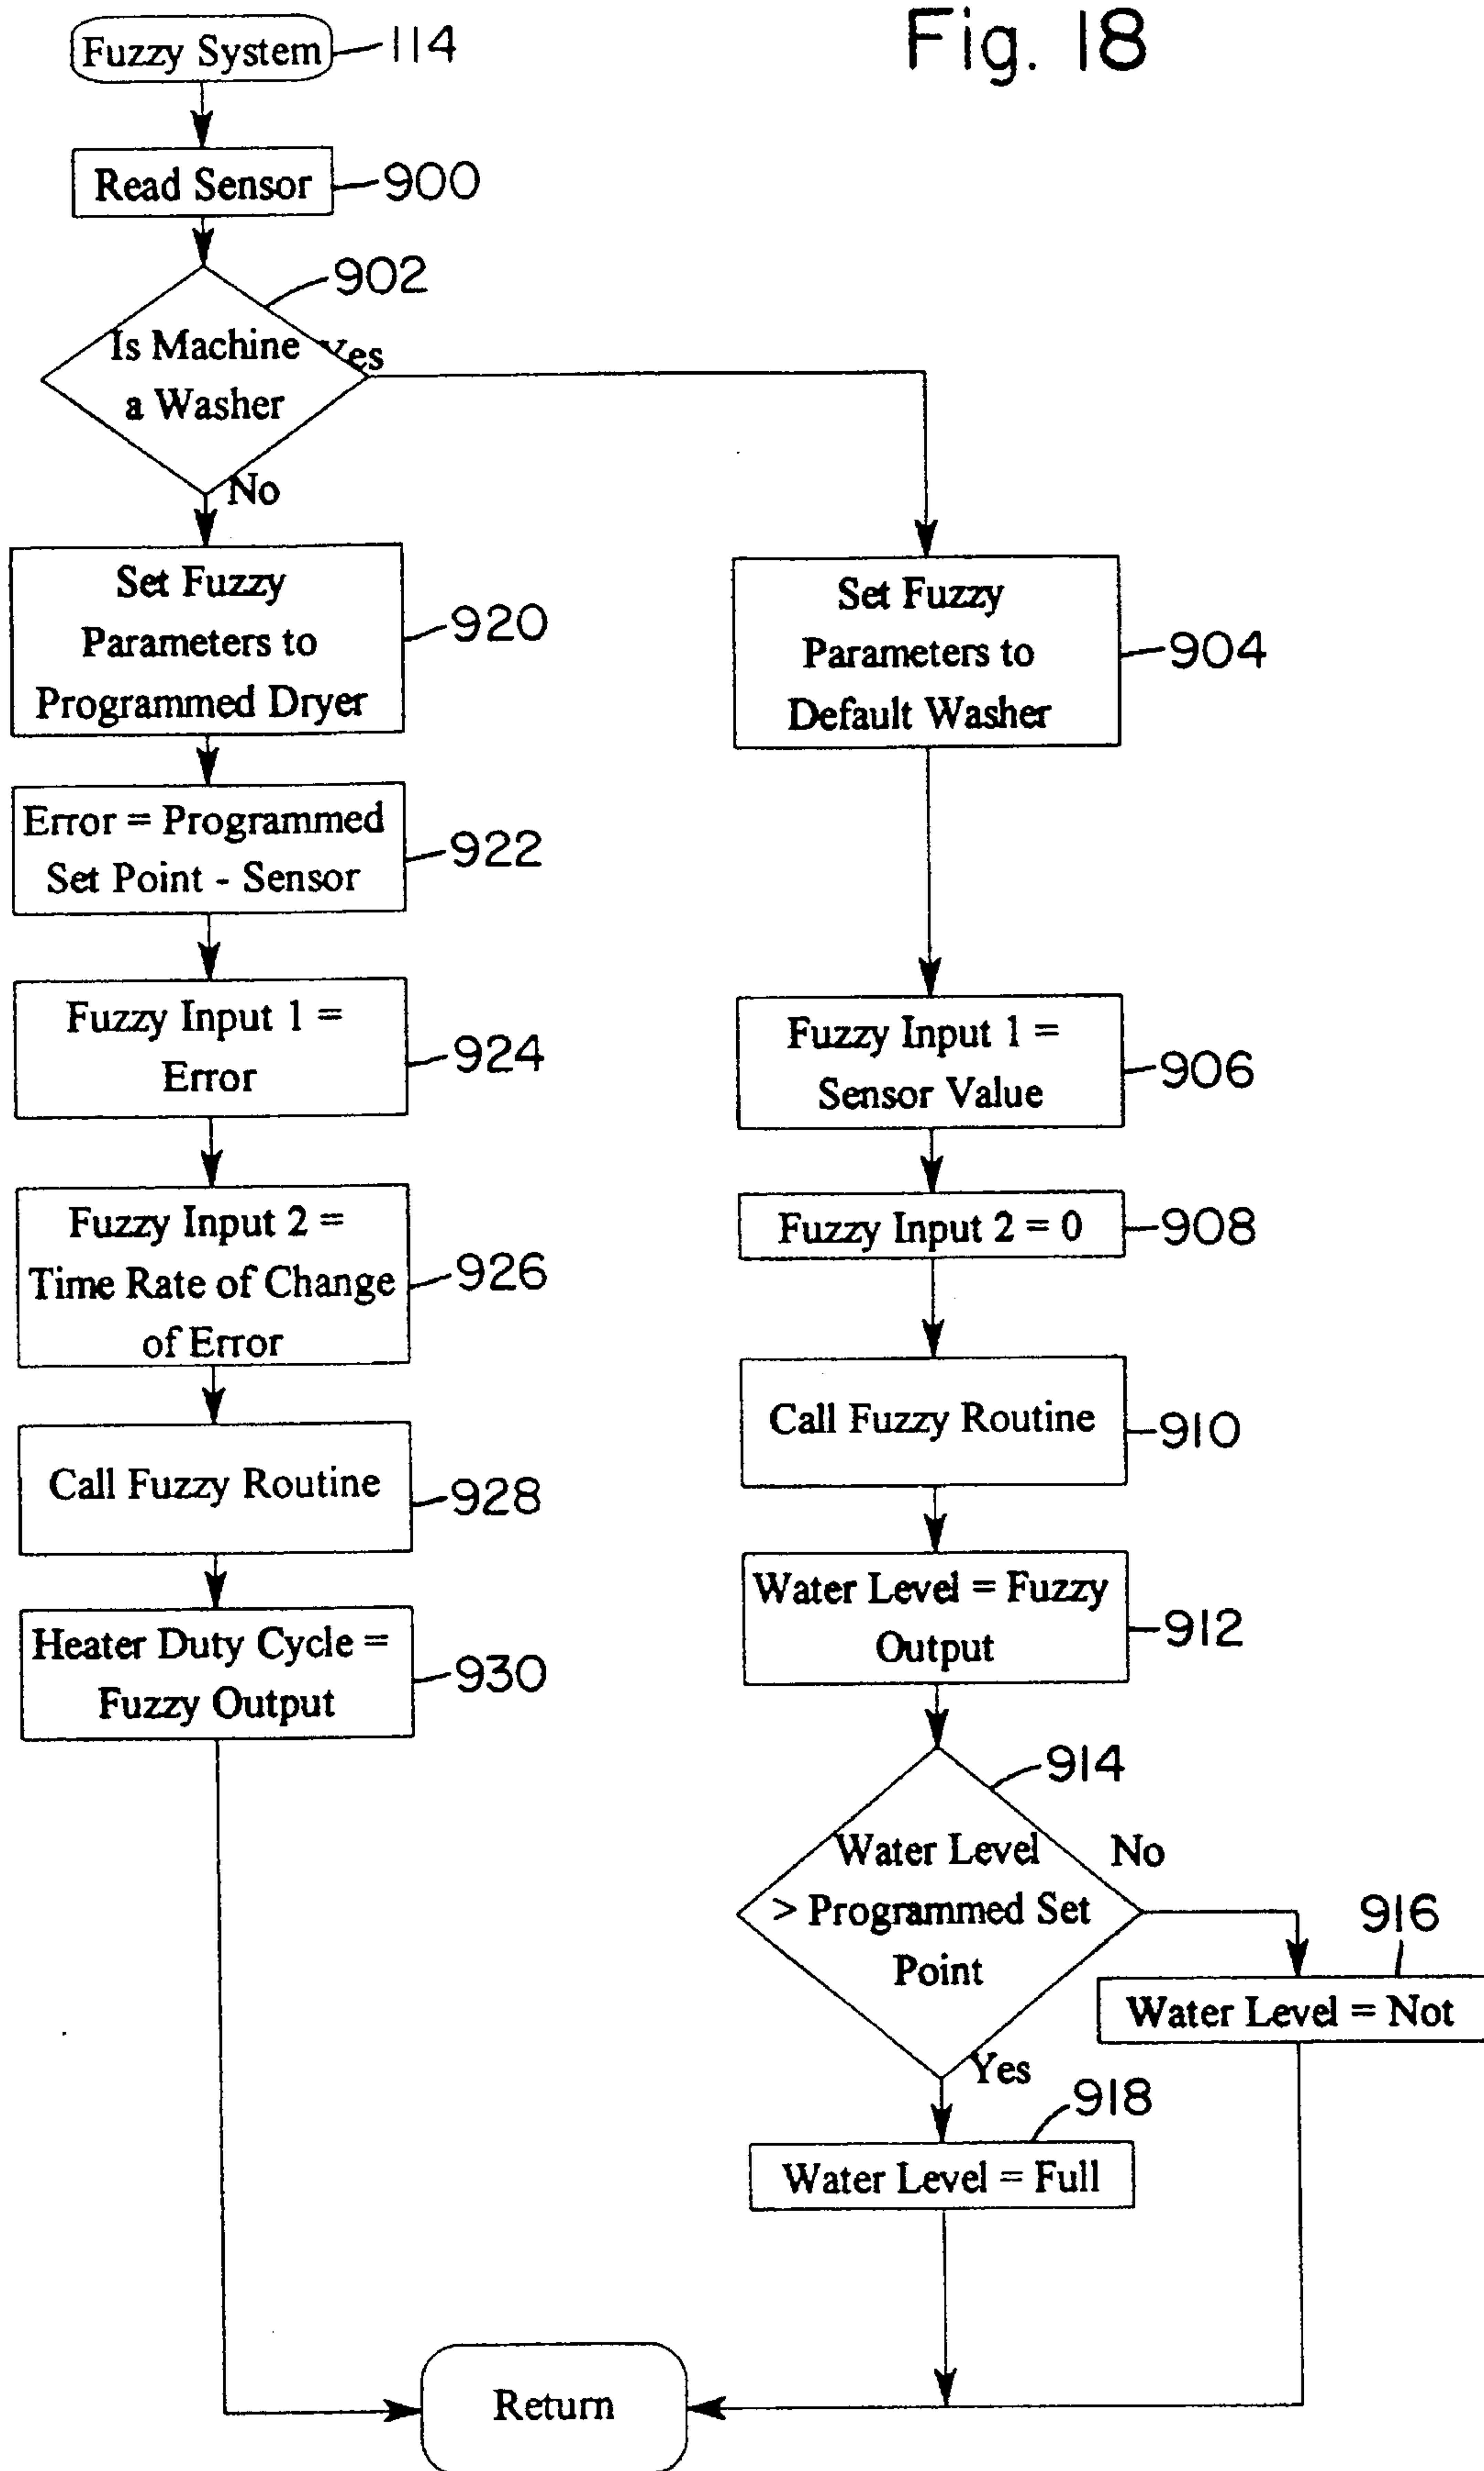 Fig. 18
Fuzzy System
114
Read Sensor
900
902
Is Machine
a Washer
Yes
No
Set Fuzzy
Parameters to
Programmed Dryer
920
Error = Programmed
Set Point - Sensor
922
Fuzzy Input 1 =
Error
924
Fuzzy Input 2 =
Time Rate of Change
of Error
926
Call Fuzzy Routine
928
Heater Duty Cycle =
Fuzzy Output
930
Set Fuzzy
Parameters to
Default Washer
904
Fuzzy Input 1 =
Sensor Value
906
Fuzzy Input 2 = 0
908
Call Fuzzy Routine
910
Water Level = Fuzzy
Output
912
914
Water Level
> Programmed Set
Point
No
916
Water Level = Not
Yes
918
Water Level = Full
Return